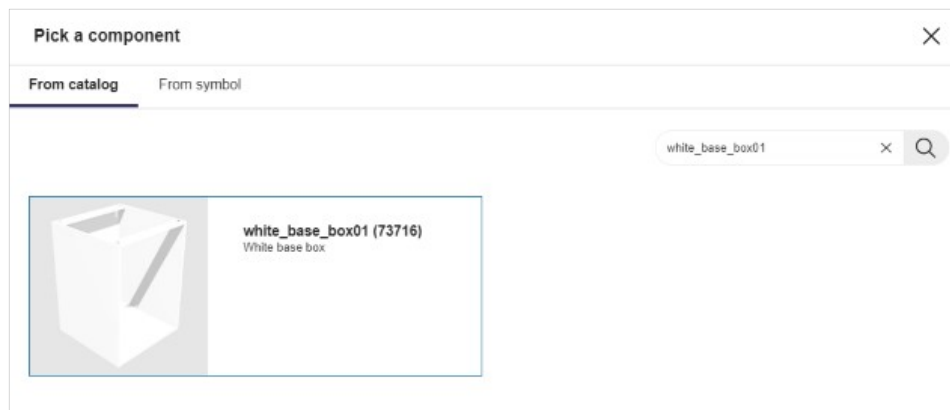 Pick a component
From catalog
From symbol
white_base_box01
white_base_box01 (73716)
White base box